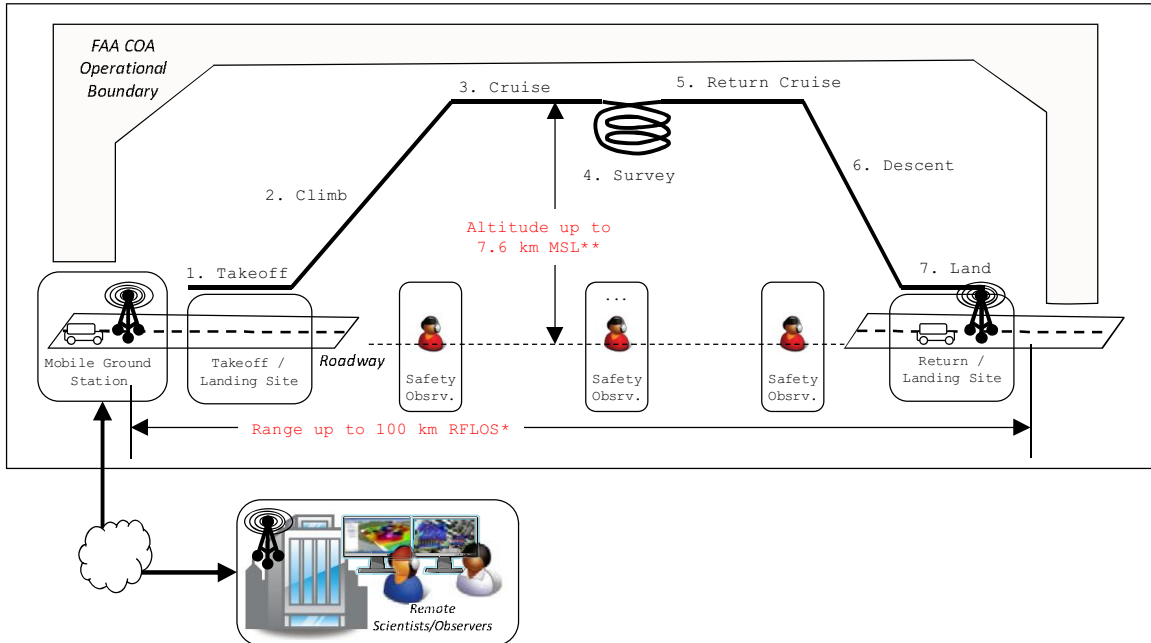 FAA COA
Operational
Boundary
3. Cruise
5. Return Cruise
4. Survey
2. Climb
6. Descent
Altitude up to
7.6 km MSL**
1. Takeoff
7. Land
...
Mobile Ground
Station
Takeoff /
Landing Site
Roadway
Safety
Obsrv.
Safety
Obsrv.
Safety
Obsrv.
Return /
Landing Site
Range up to 100 km RFLOS*
Remote
Scientists/Observers